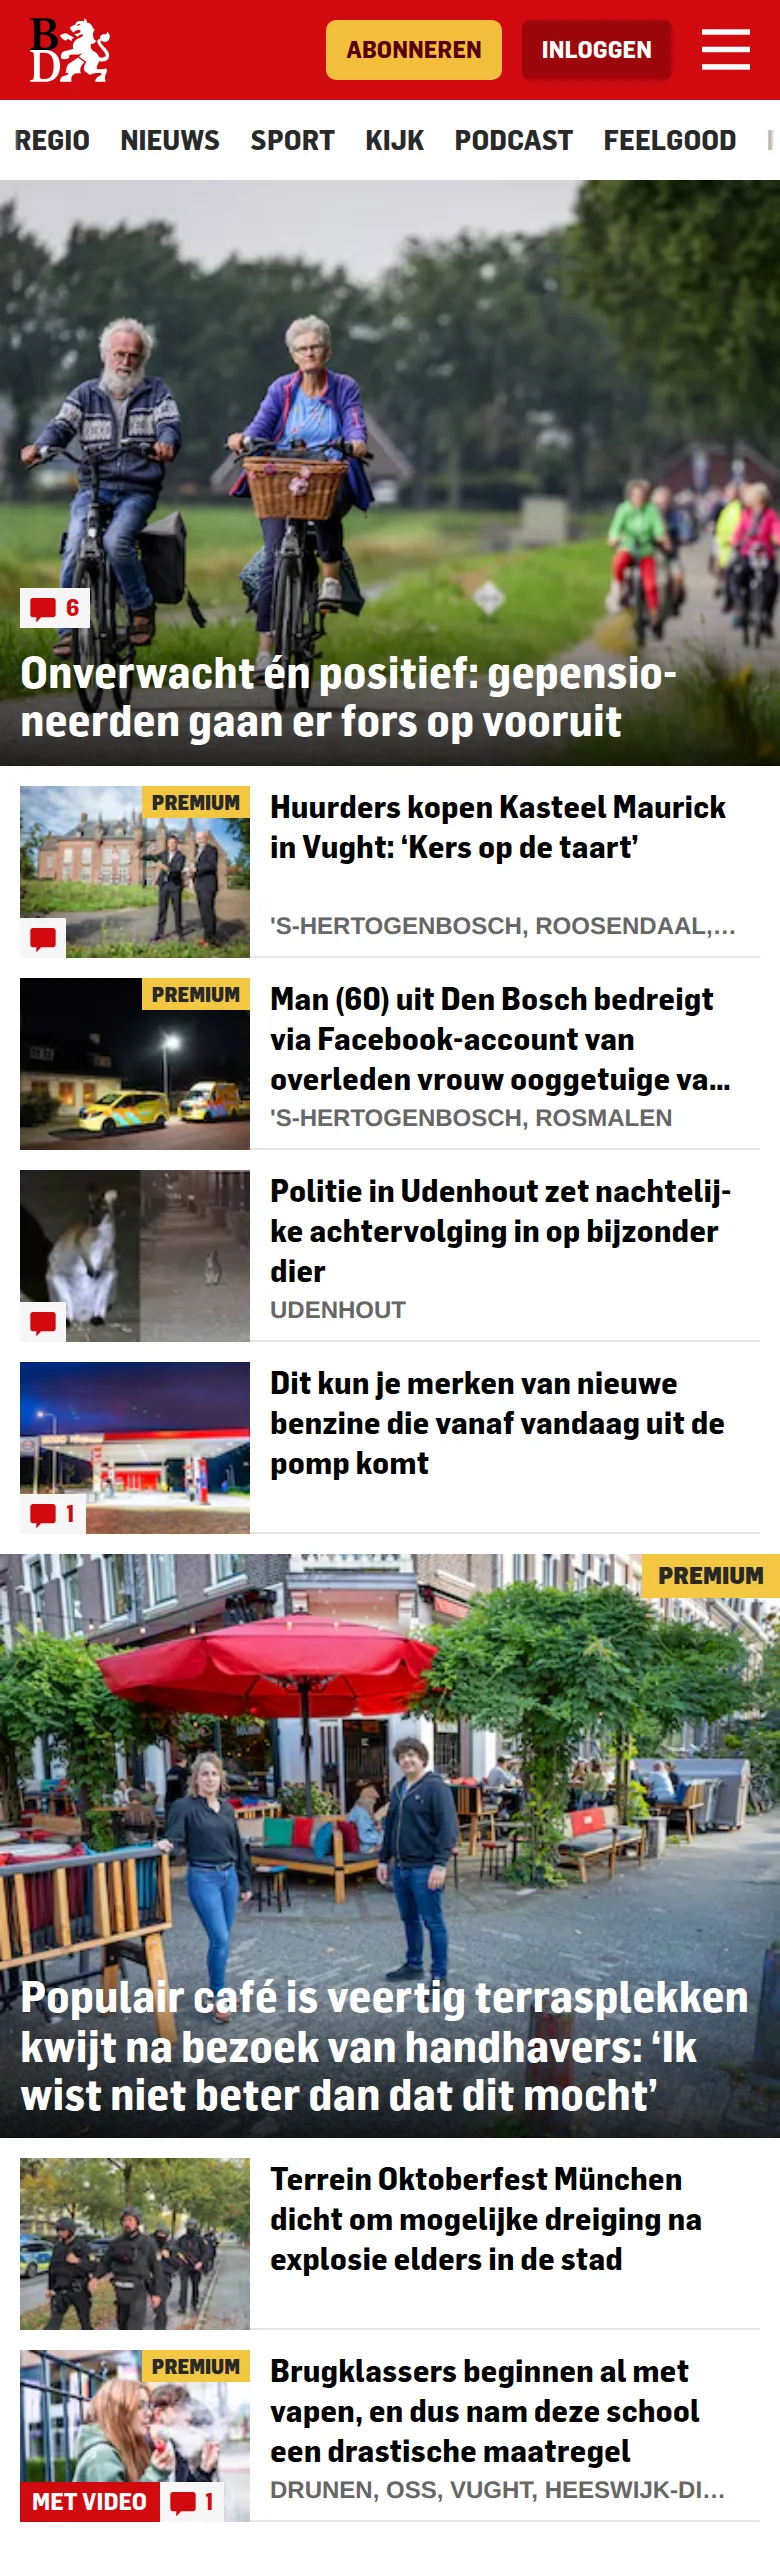 B
D
ABONNEREN
INLOGGEN
REGIO NIEUWS SPORT KIJK PODCAST FEELGOOD
6
Onverwacht én positief: gepensio-
neerden gaan er fors op vooruit
PREMIUM
Huurders kopen Kasteel Maurick
in Vught: ‘Kers op de taart’
'S-HERTOGENBOSCH, ROOSENDAAL,...
PREMIUM
Man (60) uit Den Bosch bedreigt
via Facebook-account van
overleden vrouw ooggetuige va...
'S-HERTOGENBOSCH, ROSMALEN
Politie in Udenhout zet nachtelij-
ke achtervolging in op bijzonder
dier
UDENHOUT
Dit kun je merken van nieuwe
benzine die vanaf vandaag uit de
pomp komt
1
PREMIUM
Populair café is veertig terrasplekken
kwijt na bezoek van handhavers: ‘Ik
wist niet beter dan dat dit mocht’
Terrein Oktoberfest München
dicht om mogelijke dreiging na
explosie elders in de stad
PREMIUM
Brugklassers beginnen al met
vapen, en dus nam deze school
een drastische maatregel
DRUNEN, OSS, VUGHT, HEESWIJK-DI...
MET VIDEO
1